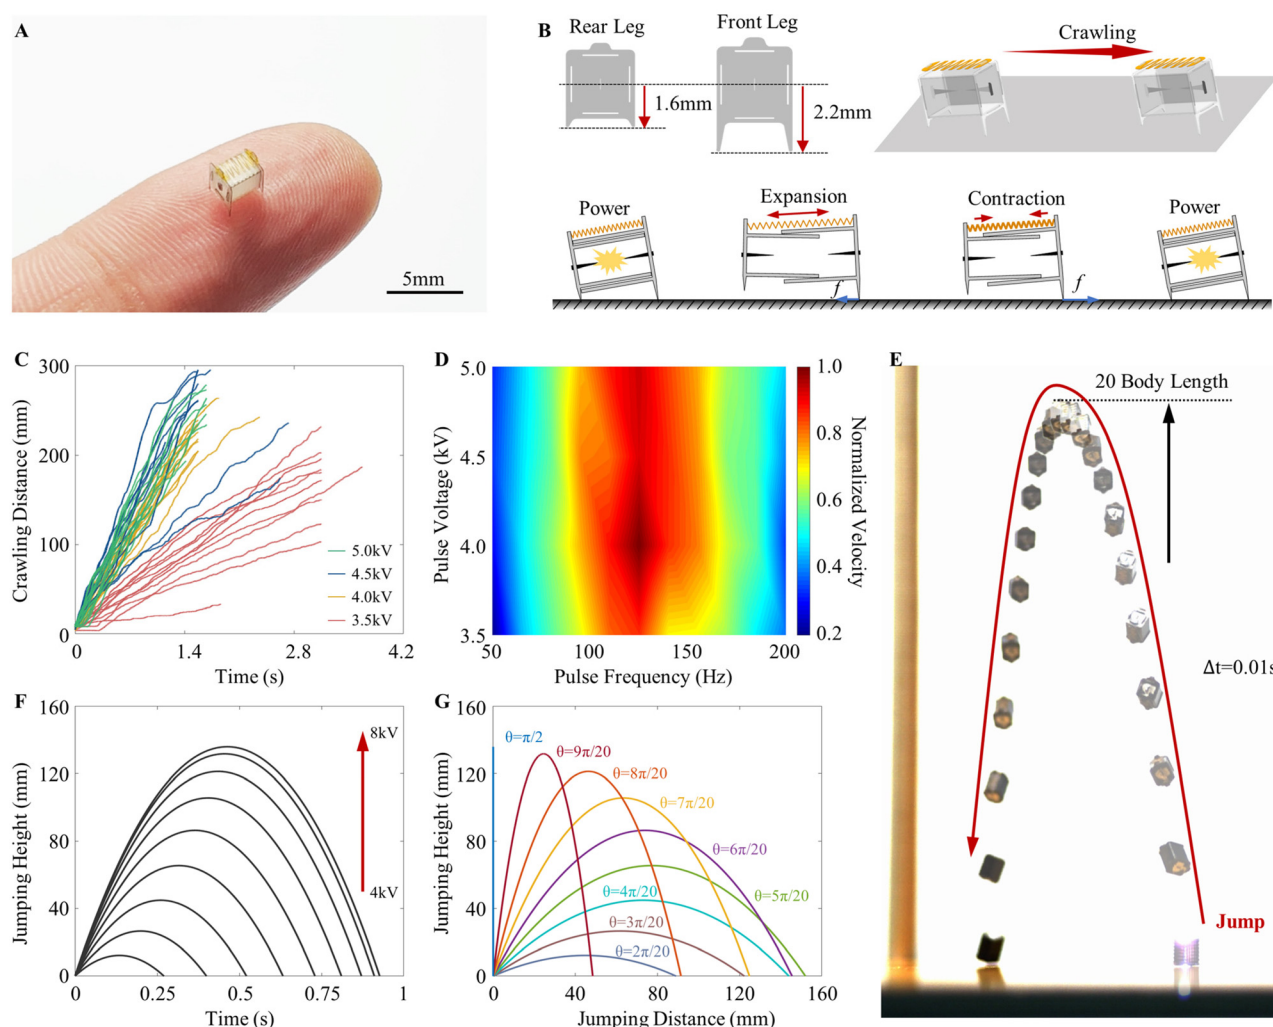 A
5mm
B
Rear Leg
Front Leg
1.6mm
2.2mm
Crawling
Power
Expansion
Contraction
Power
f
f
C
Crawling Distance (mm)
300
200
100
0
0
1.4
2.8
4.2
Time (s)
5.0kV
4.5kV
4.0kV
3.5kV
D
Pulse Voltage (kV)
5.0
4.0
3.5
50
100
150
200
Pulse Frequency (Hz)
1.0
0.8
0.6
0.4
0.2
Normalized Velocity
E
20 Body Length
Δt=0.01s
Jump
F
Jumping Height (mm)
160
120
80
40
0
0
0.25
0.5
0.75
1
Time (s)
8kV
4kV
G
Jumping Height (mm)
160
120
80
40
0
0
40
80
120
160
Jumping Distance (mm)
θ=π/2
θ=9π/20
θ=8π/20
θ=7π/20
θ=6π/20
θ=5π/20
θ=4π/20
θ=3π/20
θ=2π/20